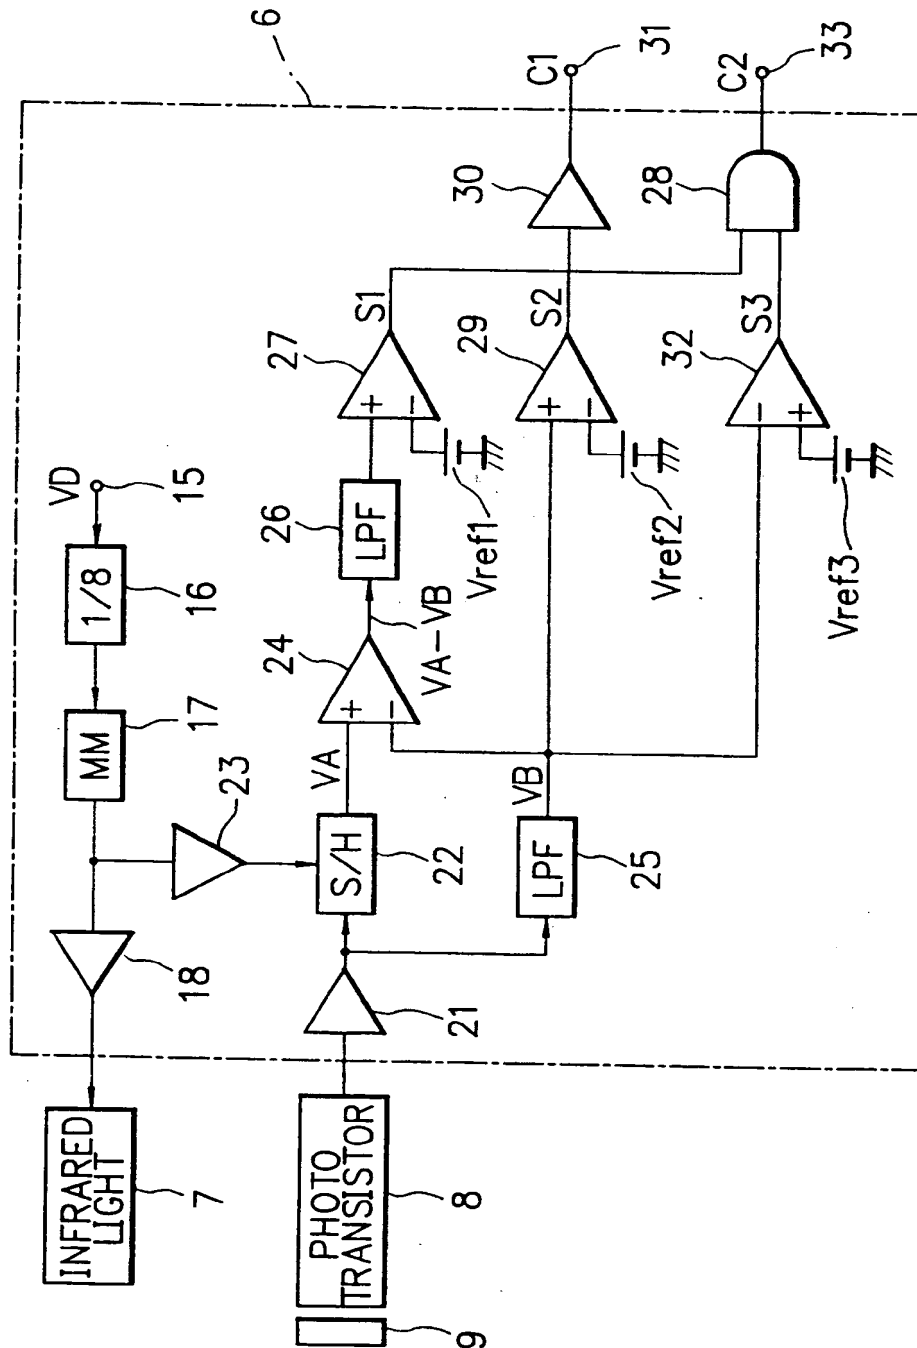 6
VD
15
1/8
16
MM
17
18
23
INFRARED
LIGHT
7
PHOTO
TRANSISTOR
8
9
21
S/H
22
VA
24
+
−
VA−VB
LPF
26
27
+
−
Vref1
S1
LPF
25
VB
29
+
−
Vref2
S2
30
C1
31
32
−
+
Vref3
S3
28
C2
33